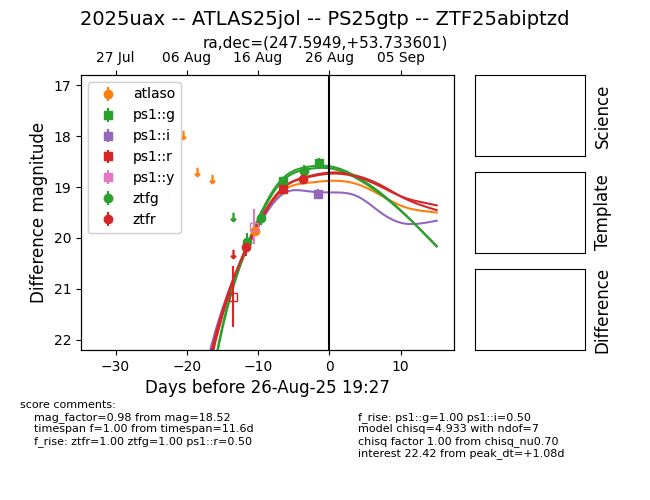 2025uax -- ATLAS25jol -- PS25gtp -- ZTF25abiptzd
ra,dec=(247.5949,+53.733601)
27 Jul 06 Aug 16 Aug 26 Aug 05 Sep
17
18
19
20
21
22
Difference magnitude
atlaso
ps1::g
ps1::i
ps1::r
ps1::y
ztfg
ztfr
−30 −20 −10 0 10
Days before 26-Aug-25 19:27
Science
Template
Difference
score comments:
mag_factor=0.98 from mag=18.52
timespan f=1.00 from timespan=11.6d
f_rise: ztfr=1.00 ztfg=1.00 ps1::r=0.50
f_rise: ps1::g=1.00 ps1::i=0.50
model chisq=4.933 with ndof=7
chisq factor 1.00 from chisq_nu0.70
interest 22.42 from peak_dt=+1.08d